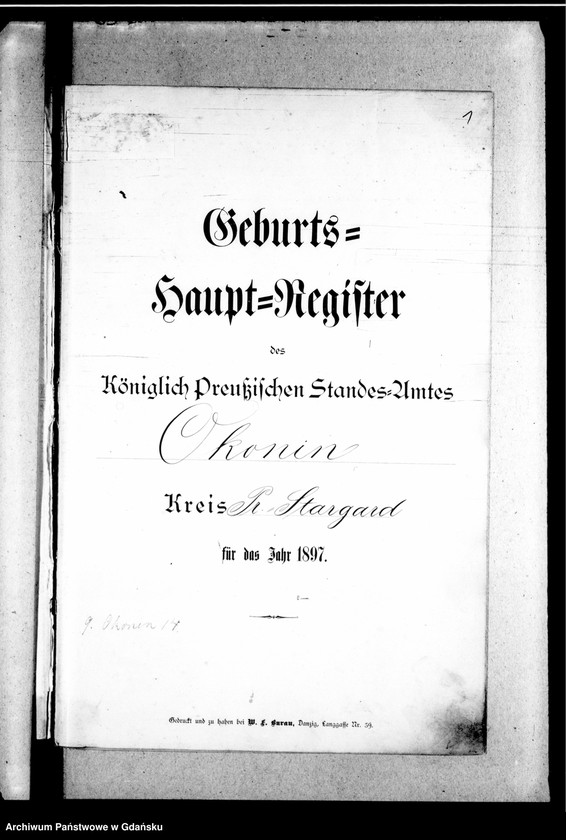 1
Geburts=
Haupt=Register
des
Königlich Preußischen Standes=Amtes
Okonin
Kreis Pr. Stargard
für das Jahr 1897.
9. Okonin 14
Gedruckt und zu haben bei W. F. Burau, Danzig, Langgasse Nr. 39.
Archiwum Państwowe w Gdańsku